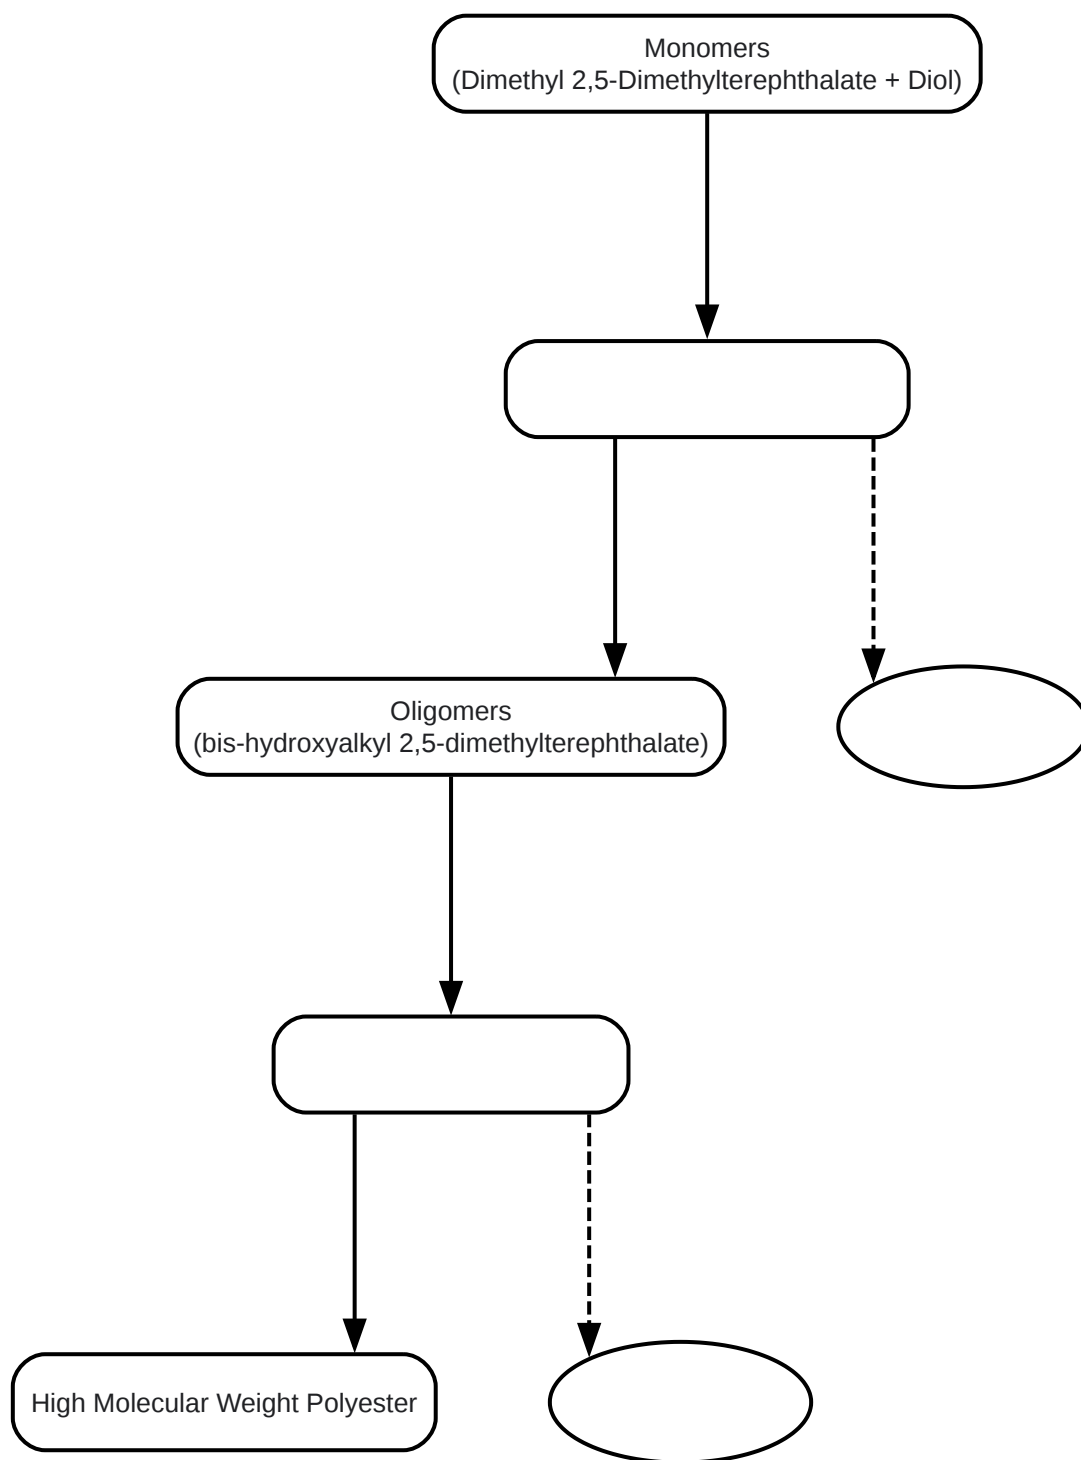 Monomers
(Dimethyl 2,5-Dimethylterephthalate + Diol)
Oligomers
(bis-hydroxyalkyl 2,5-dimethylterephthalate)
High Molecular Weight Polyester